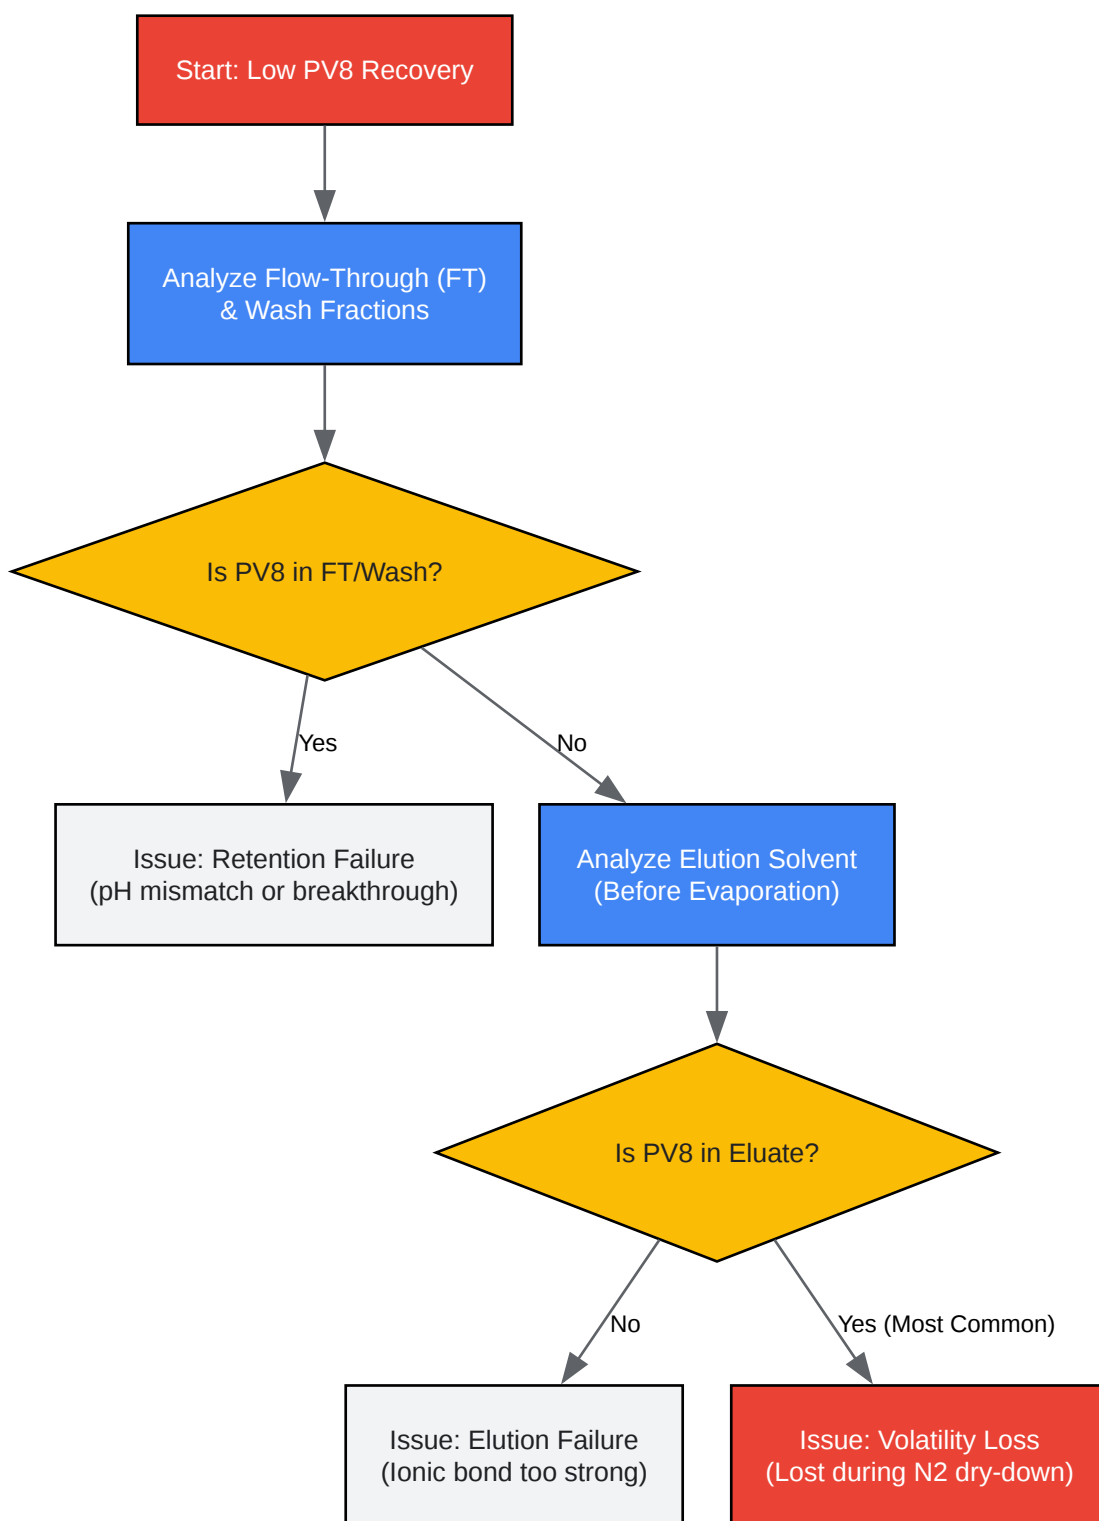 Start: Low PV8 Recovery
Analyze Flow-Through (FT)
& Wash Fractions
Is PV8 in FT/Wash?
Yes
No
Issue: Retention Failure
(pH mismatch or breakthrough)
Analyze Elution Solvent
(Before Evaporation)
Is PV8 in Eluate?
No
Yes (Most Common)
Issue: Elution Failure
(Ionic bond too strong)
Issue: Volatility Loss
(Lost during N2 dry-down)